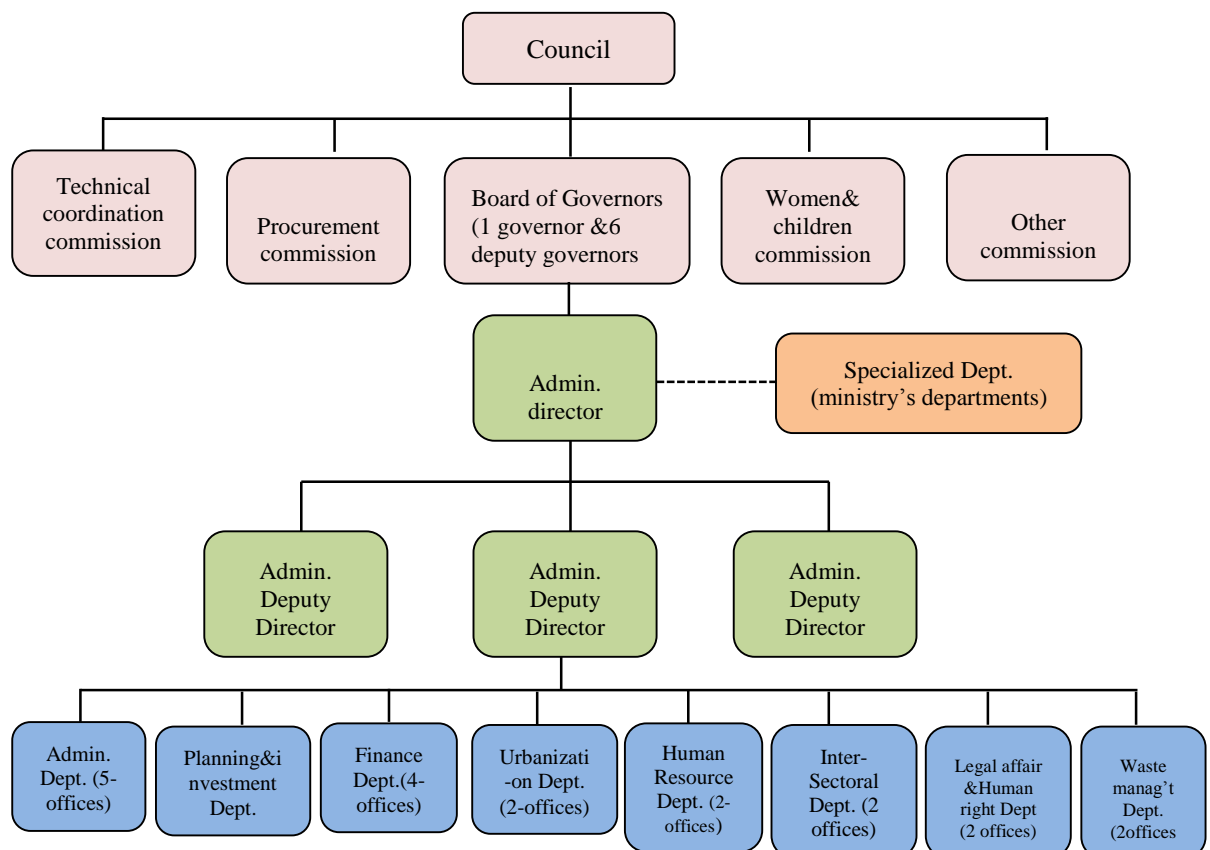 Council
Technical
coordination
commission
Procurement
commission
Board of Governors
(1 governor &6
deputy governors
Women&
children
commission
Other
commission
Admin.
director
Specialized Dept.
(ministry's departments)
Admin.
Deputy
Director
Admin.
Deputy
Director
Admin.
Deputy
Director
Admin.
Dept. (5-
offices)
Planning&i
nvestment
Dept.
Finance
Dept.(4-
offices)
Urbanizati
-on Dept.
(2-offices)
Human
Resource
Dept. (2-
offices)
Inter-
Sectoral
Dept. (2
offices)
Legal affair
&Human
right Dept
(2 offices)
Waste
manag't
Dept.
(2offices